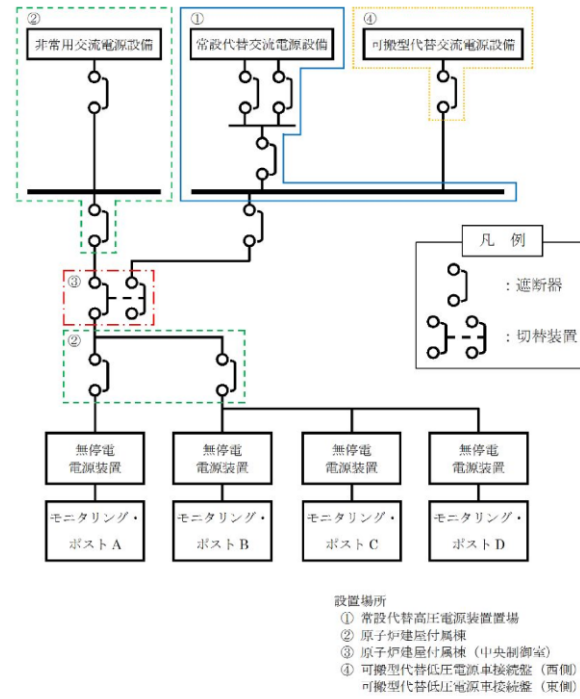 ②
①
④
非常用交流電源設備
常設代替交流電源設備
可搬型代替交流電源設備
凡 例
：遮断器
：切替装置
③
②
無停電
電源装置
無停電
電源装置
無停電
電源装置
無停電
電源装置
モニタリング・
ポスト A
モニタリング・
ポスト B
モニタリング・
ポスト C
モニタリング・
ポスト D
設置場所
① 常設代替高圧電源装置置場
② 原子炉建屋付属棟
③ 原子炉建屋付属棟（中央制御室）
④ 可搬型代替低圧電源車接続盤（西側）
可搬型代替低圧電源車接続盤（東側）